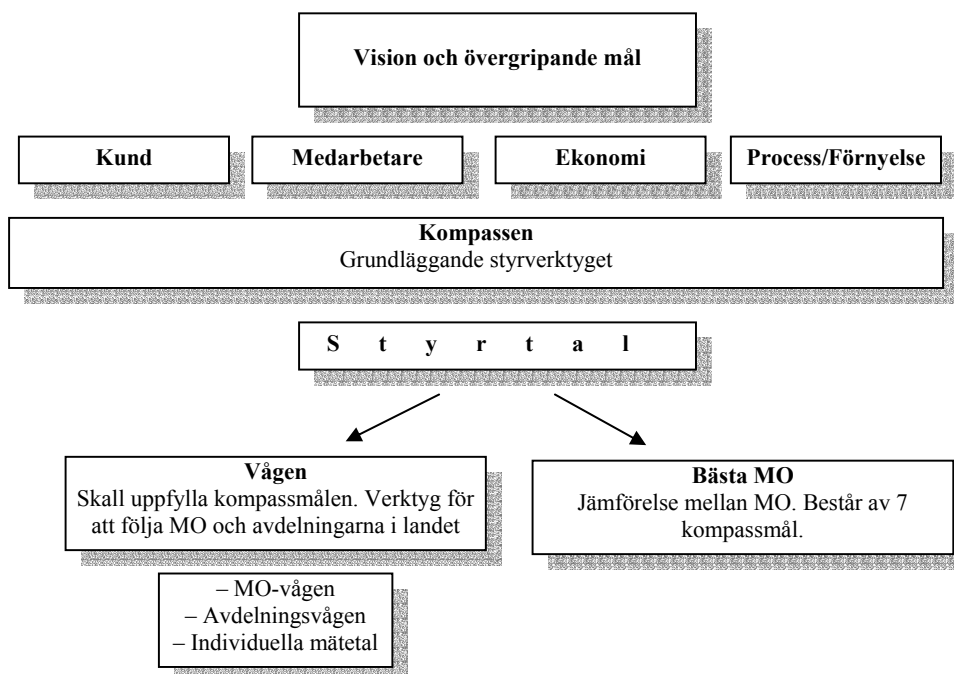 Vision och övergripande mål
Kund
Medarbetare
Ekonomi
Process/Förnyelse
Kompassen
Grundläggande styrverktyget
S t y r t a l
Vågen
Skall uppfylla kompassmålen. Verktyg för
att följa MO och avdelningarna i landet
Bästa MO
Jämförelse mellan MO. Består av 7
kompassmål.
– MO-vågen
– Avdelningsvågen
– Individuella mätetal